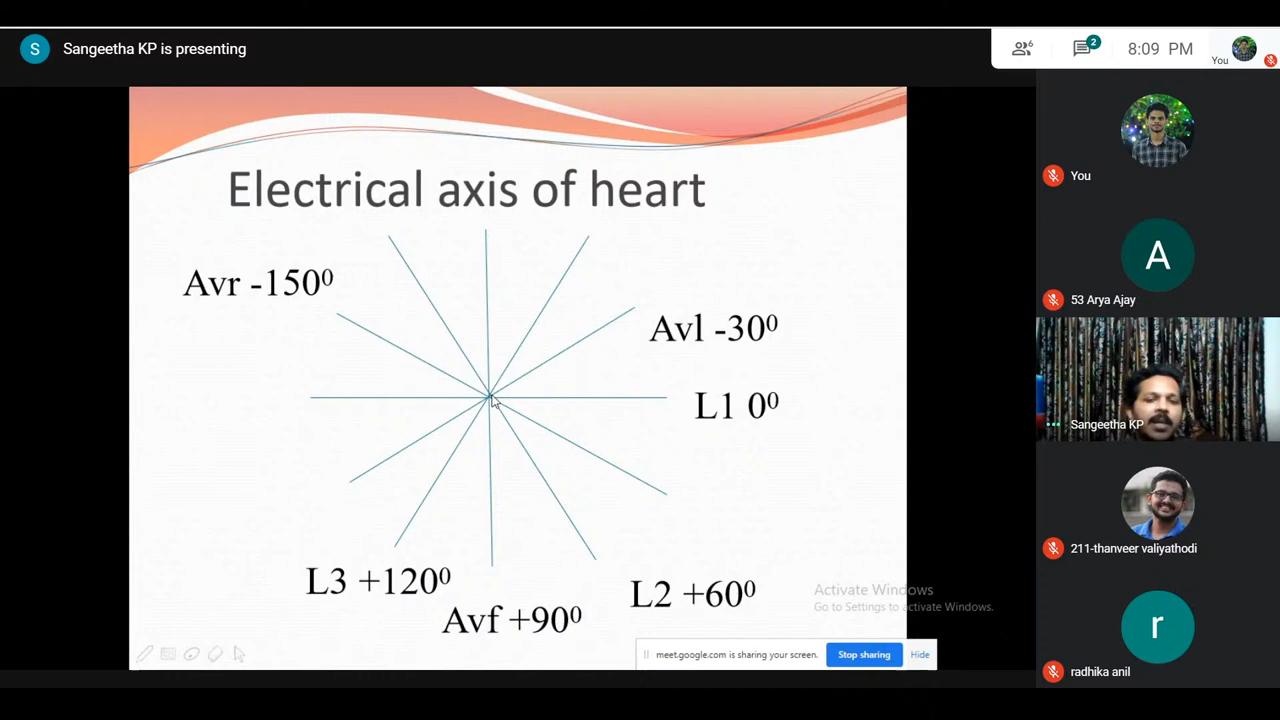 S
Sangeetha KP is presenting
6
2
8:09 PM
You
Electrical axis of heart
Avr -150⁰
Avl -30⁰
L1 0⁰
L3 +120⁰
Avf +90⁰
L2 +60⁰
Activate Windows
Go to Settings to activate Windows.
meet.google.com is sharing your screen.
Stop sharing
Hide
You
A
53 Arya Ajay
Sangeetha KP
211-thanveer valiyathodi
r
radhika anil